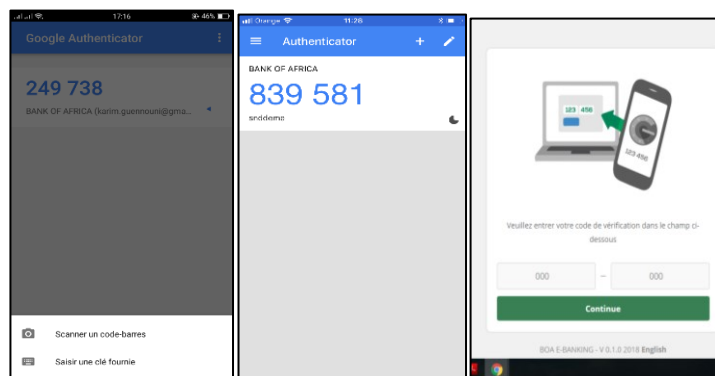 17:16
46%
Google Authenticator
249 738
BANK OF AFRICA (karim.guennouni@gma...
Scanner un code-barres
Saisir une clé fournie
Orange
11:26
Authenticator
BANK OF AFRICA
839 581
snddemo
123 456
123 456
Veuillez entrer votre code de vérification dans le champ ci-
dessous
000 – 000
Continue
BOA E-BANKING - V 0.1.0 2018 English